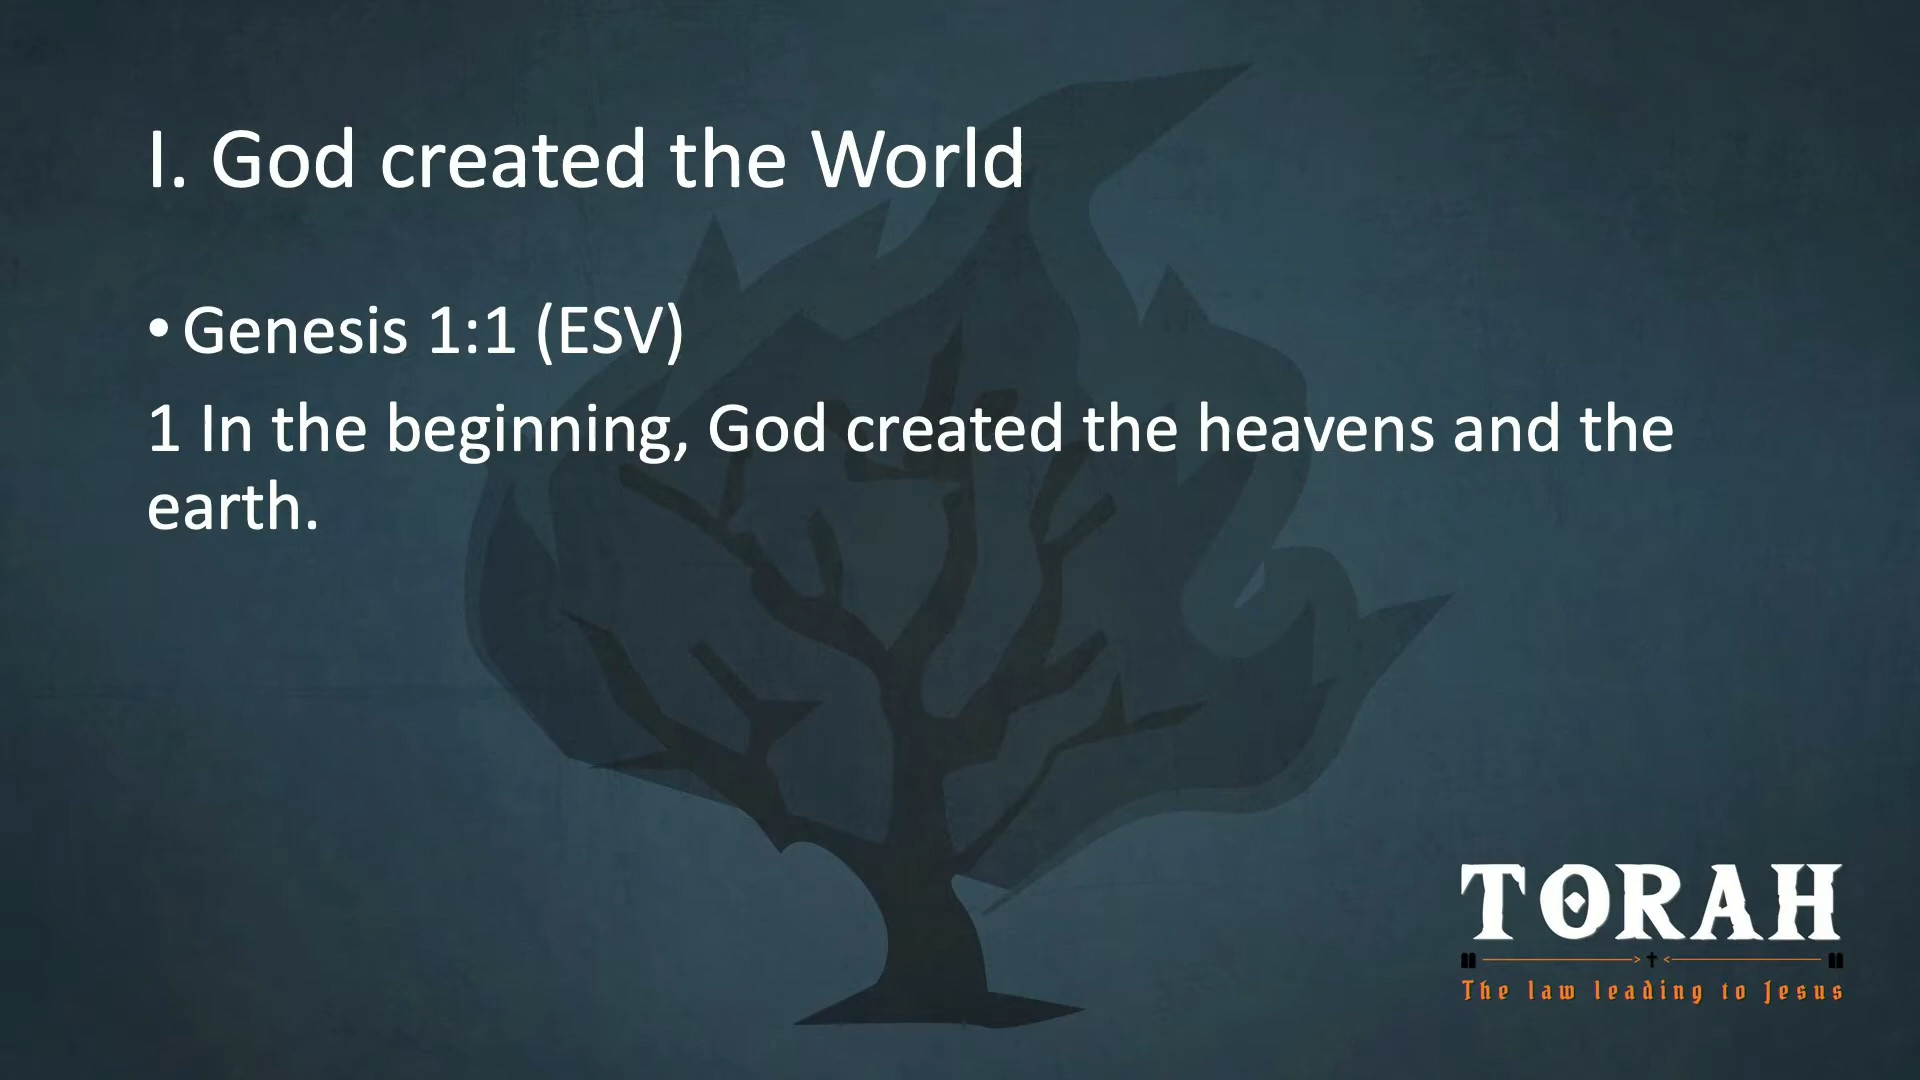 I. God created the World
• Genesis 1:1 (ESV)
1 In the beginning, God created the heavens and the
earth.
TORAH
The law leading to Jesus